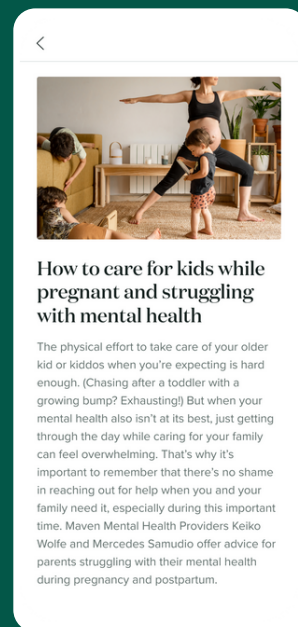 How to care for kids while
pregnant and struggling
with mental health
The physical effort to take care of your older
kid or kiddos when you're expecting is hard
enough. (Chasing after a toddler with a
growing bump? Exhausting!) But when your
mental health also isn't at its best, just getting
through the day while caring for your family
can feel overwhelming. That's why it's
important to remember that there's no shame
in reaching out for help when you and your
family need it, especially during this important
time. Maven Mental Health Providers Keiko
Wolfe and Mercedes Samudio offer advice for
parents struggling with their mental health
during pregnancy and postpartum.